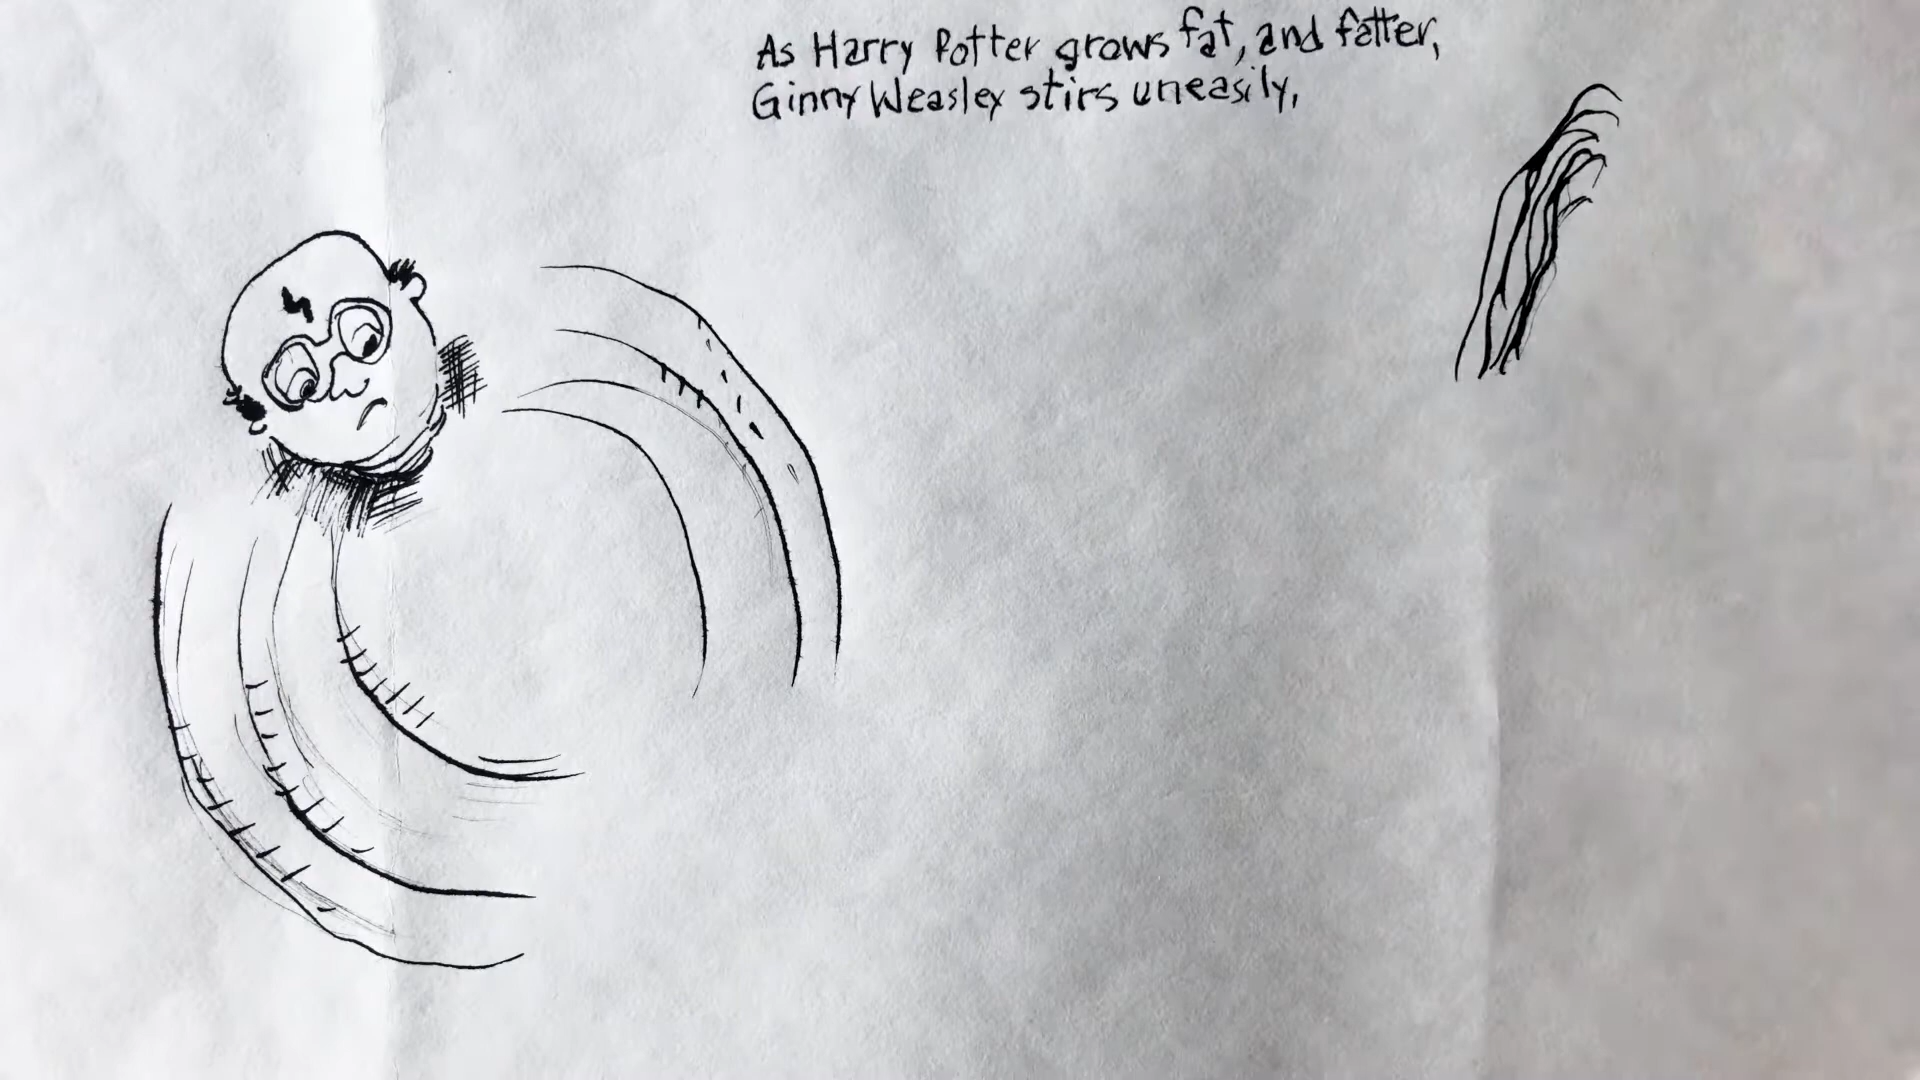 As Harry Potter grows fat, and fatter,
Ginny Weasley stirs uneasily,